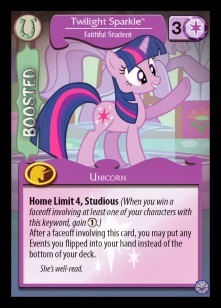 Twilight Sparkle™
Faithful Student
3
BOOSTED
UNICORN
Home Limit 4, Studious (When you win a
faceoff involving at least one of your characters with
this keyword, gain 1.)
After a faceoff involving this card, you may put any
Events you flipped into your hand instead of the
bottom of your deck.
She's well-read.